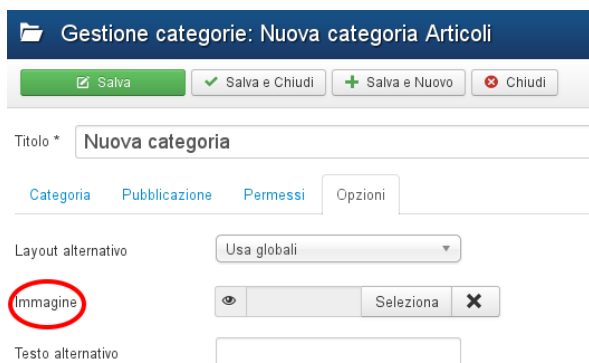 Gestione categorie: Nuova categoria Articoli
Salva Salva e Chiudi Salva e Nuovo Chiudi
Titolo * Nuova categoria
Categoria Pubblicazione Permessi Opzioni
Layout alternativo Usa globali
Immagine Seleziona
Testo alternativo